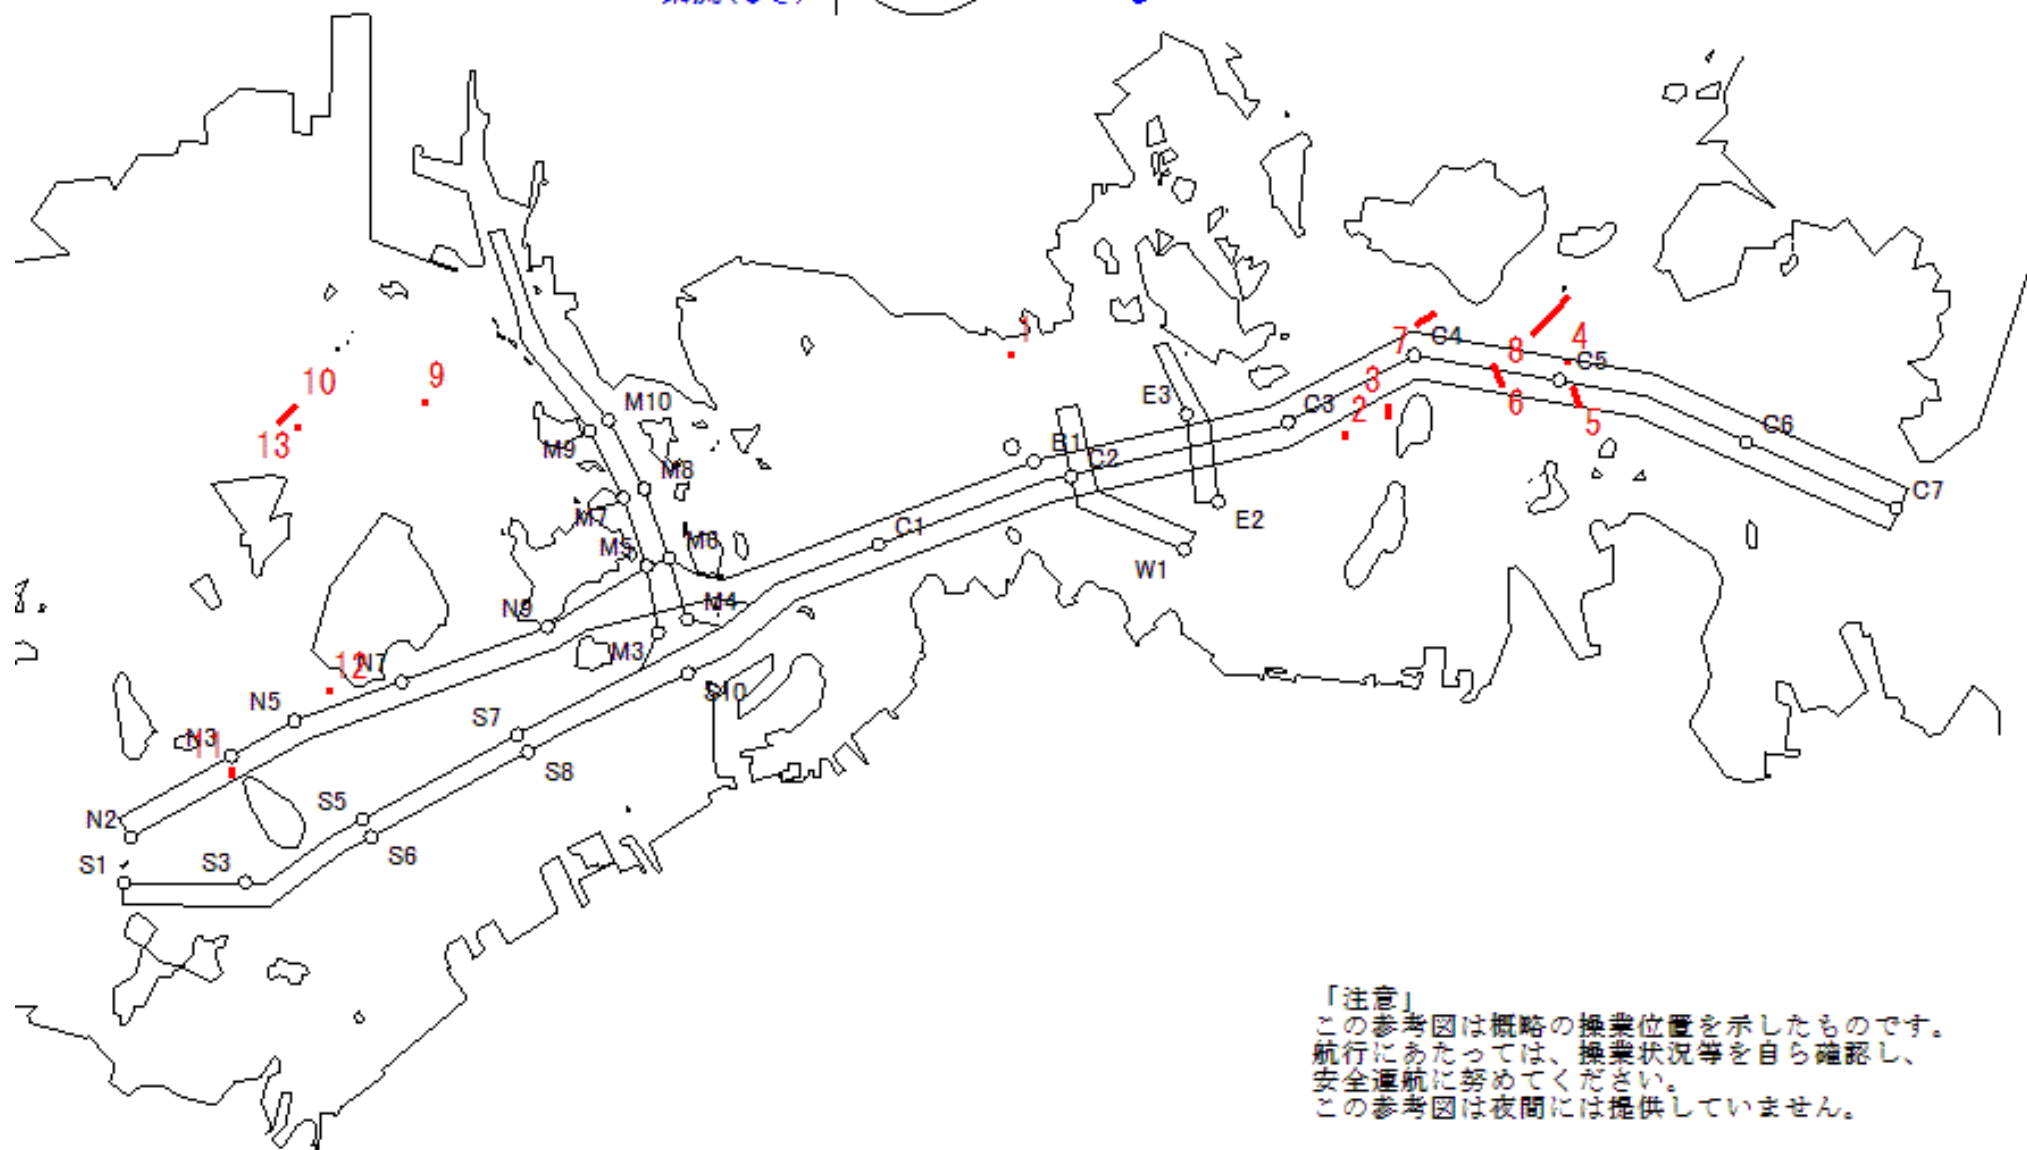 1
C4
7
8
4
C5
10
9
3
E3
M10
2
6
5
C3
C6
13
M9
B1
C2
M8
C7
M7
E2
C1
M5
M6
W1
N9
M4
M3
12
N7
S10
N5
S7
N3
11
S8
S5
N2
S6
S1
S3
「注意」
この参考図は概略の操業位置を示したものです。
航行にあたっては、操業状況等を自ら確認し、
安全運航に努めてください。
この参考図は夜間には提供していません。